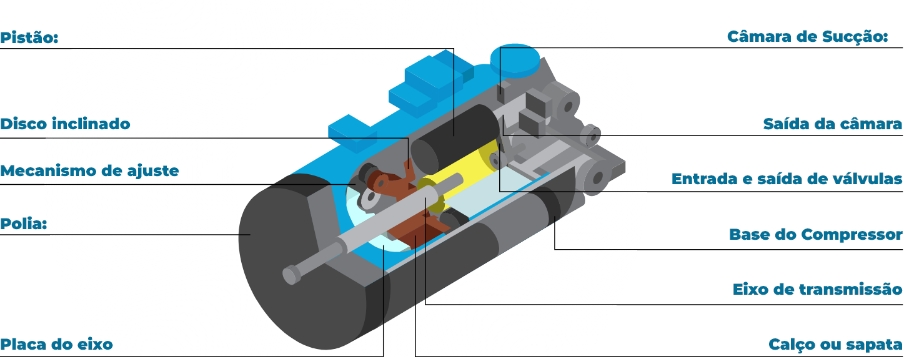 Pistão:
Câmara de Sucção:
Disco inclinado
Saída da câmara
Mecanismo de ajuste
Entrada e saída de válvulas
Polia:
Base do Compressor
Eixo de transmissão
Placa do eixo
Calço ou sapata